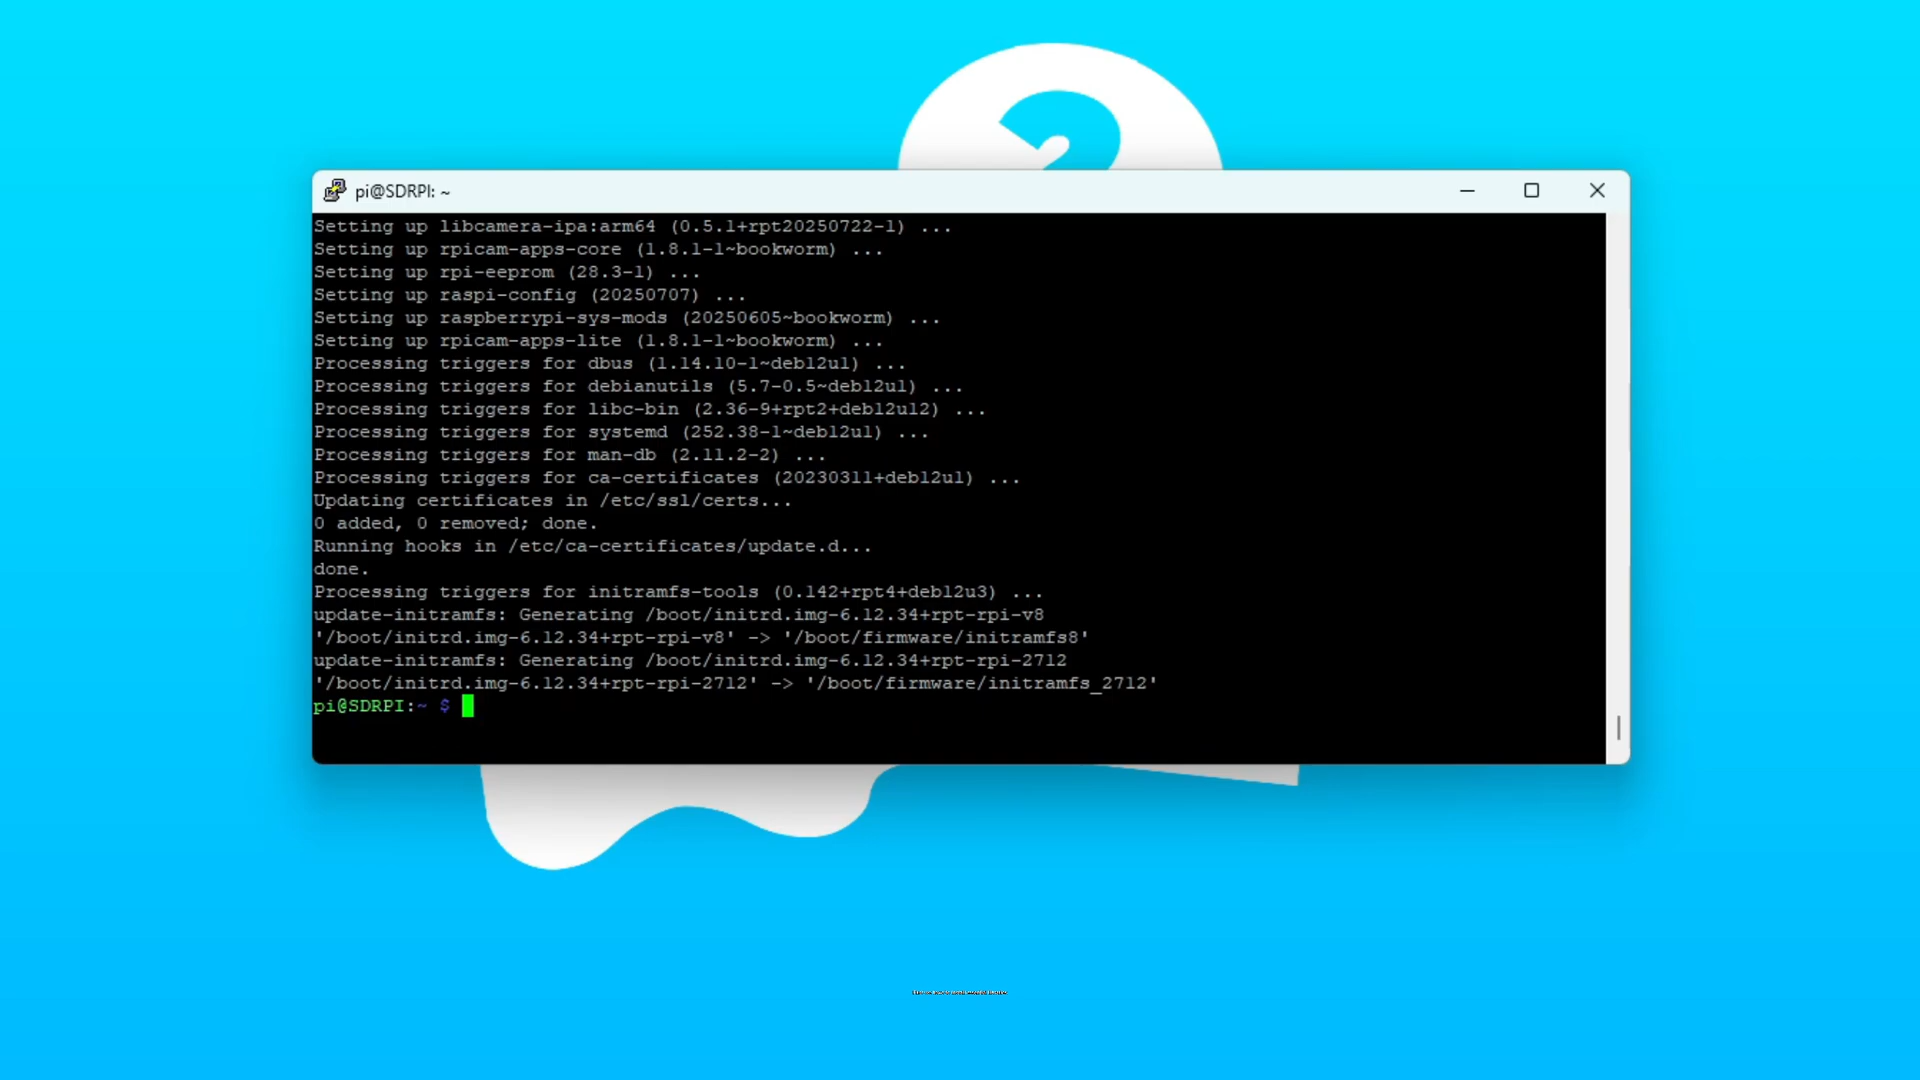 pi@SDRPI: ~
Setting up libcamera-ipa:arm64 (0.5.1+rpt20250722-1) ...
Setting up rpicam-apps-core (1.8.1-1~bookworm) ...
Setting up rpi-eeprom (28.3-1) ...
Setting up raspi-config (20250707) ...
Setting up raspberrypi-sys-mods (20250605~bookworm) ...
Setting up rpicam-apps-lite (1.8.1-1~bookworm) ...
Processing triggers for dbus (1.14.10-1~deb12u1) ...
Processing triggers for debianutils (5.7-0.5~deb12u1) ...
Processing triggers for libc-bin (2.36-9+rpt2+deb12u12) ...
Processing triggers for systemd (252.38-1~deb12u1) ...
Processing triggers for man-db (2.11.2-2) ...
Processing triggers for ca-certificates (20230311+deb12u1) ...
Updating certificates in /etc/ssl/certs...
0 added, 0 removed; done.
Running hooks in /etc/ca-certificates/update.d...
done.
Processing triggers for initramfs-tools (0.142+rpt4+deb12u3) ...
update-initramfs: Generating /boot/initrd.img-6.12.34+rpt-rpi-v8
'/boot/initrd.img-6.12.34+rpt-rpi-v8' -> '/boot/firmware/initramfs8'
update-initramfs: Generating /boot/initrd.img-6.12.34+rpt-rpi-2712
'/boot/initrd.img-6.12.34+rpt-rpi-2712' -> '/boot/firmware/initramfs_2712'
pi@SDRPI:~ $